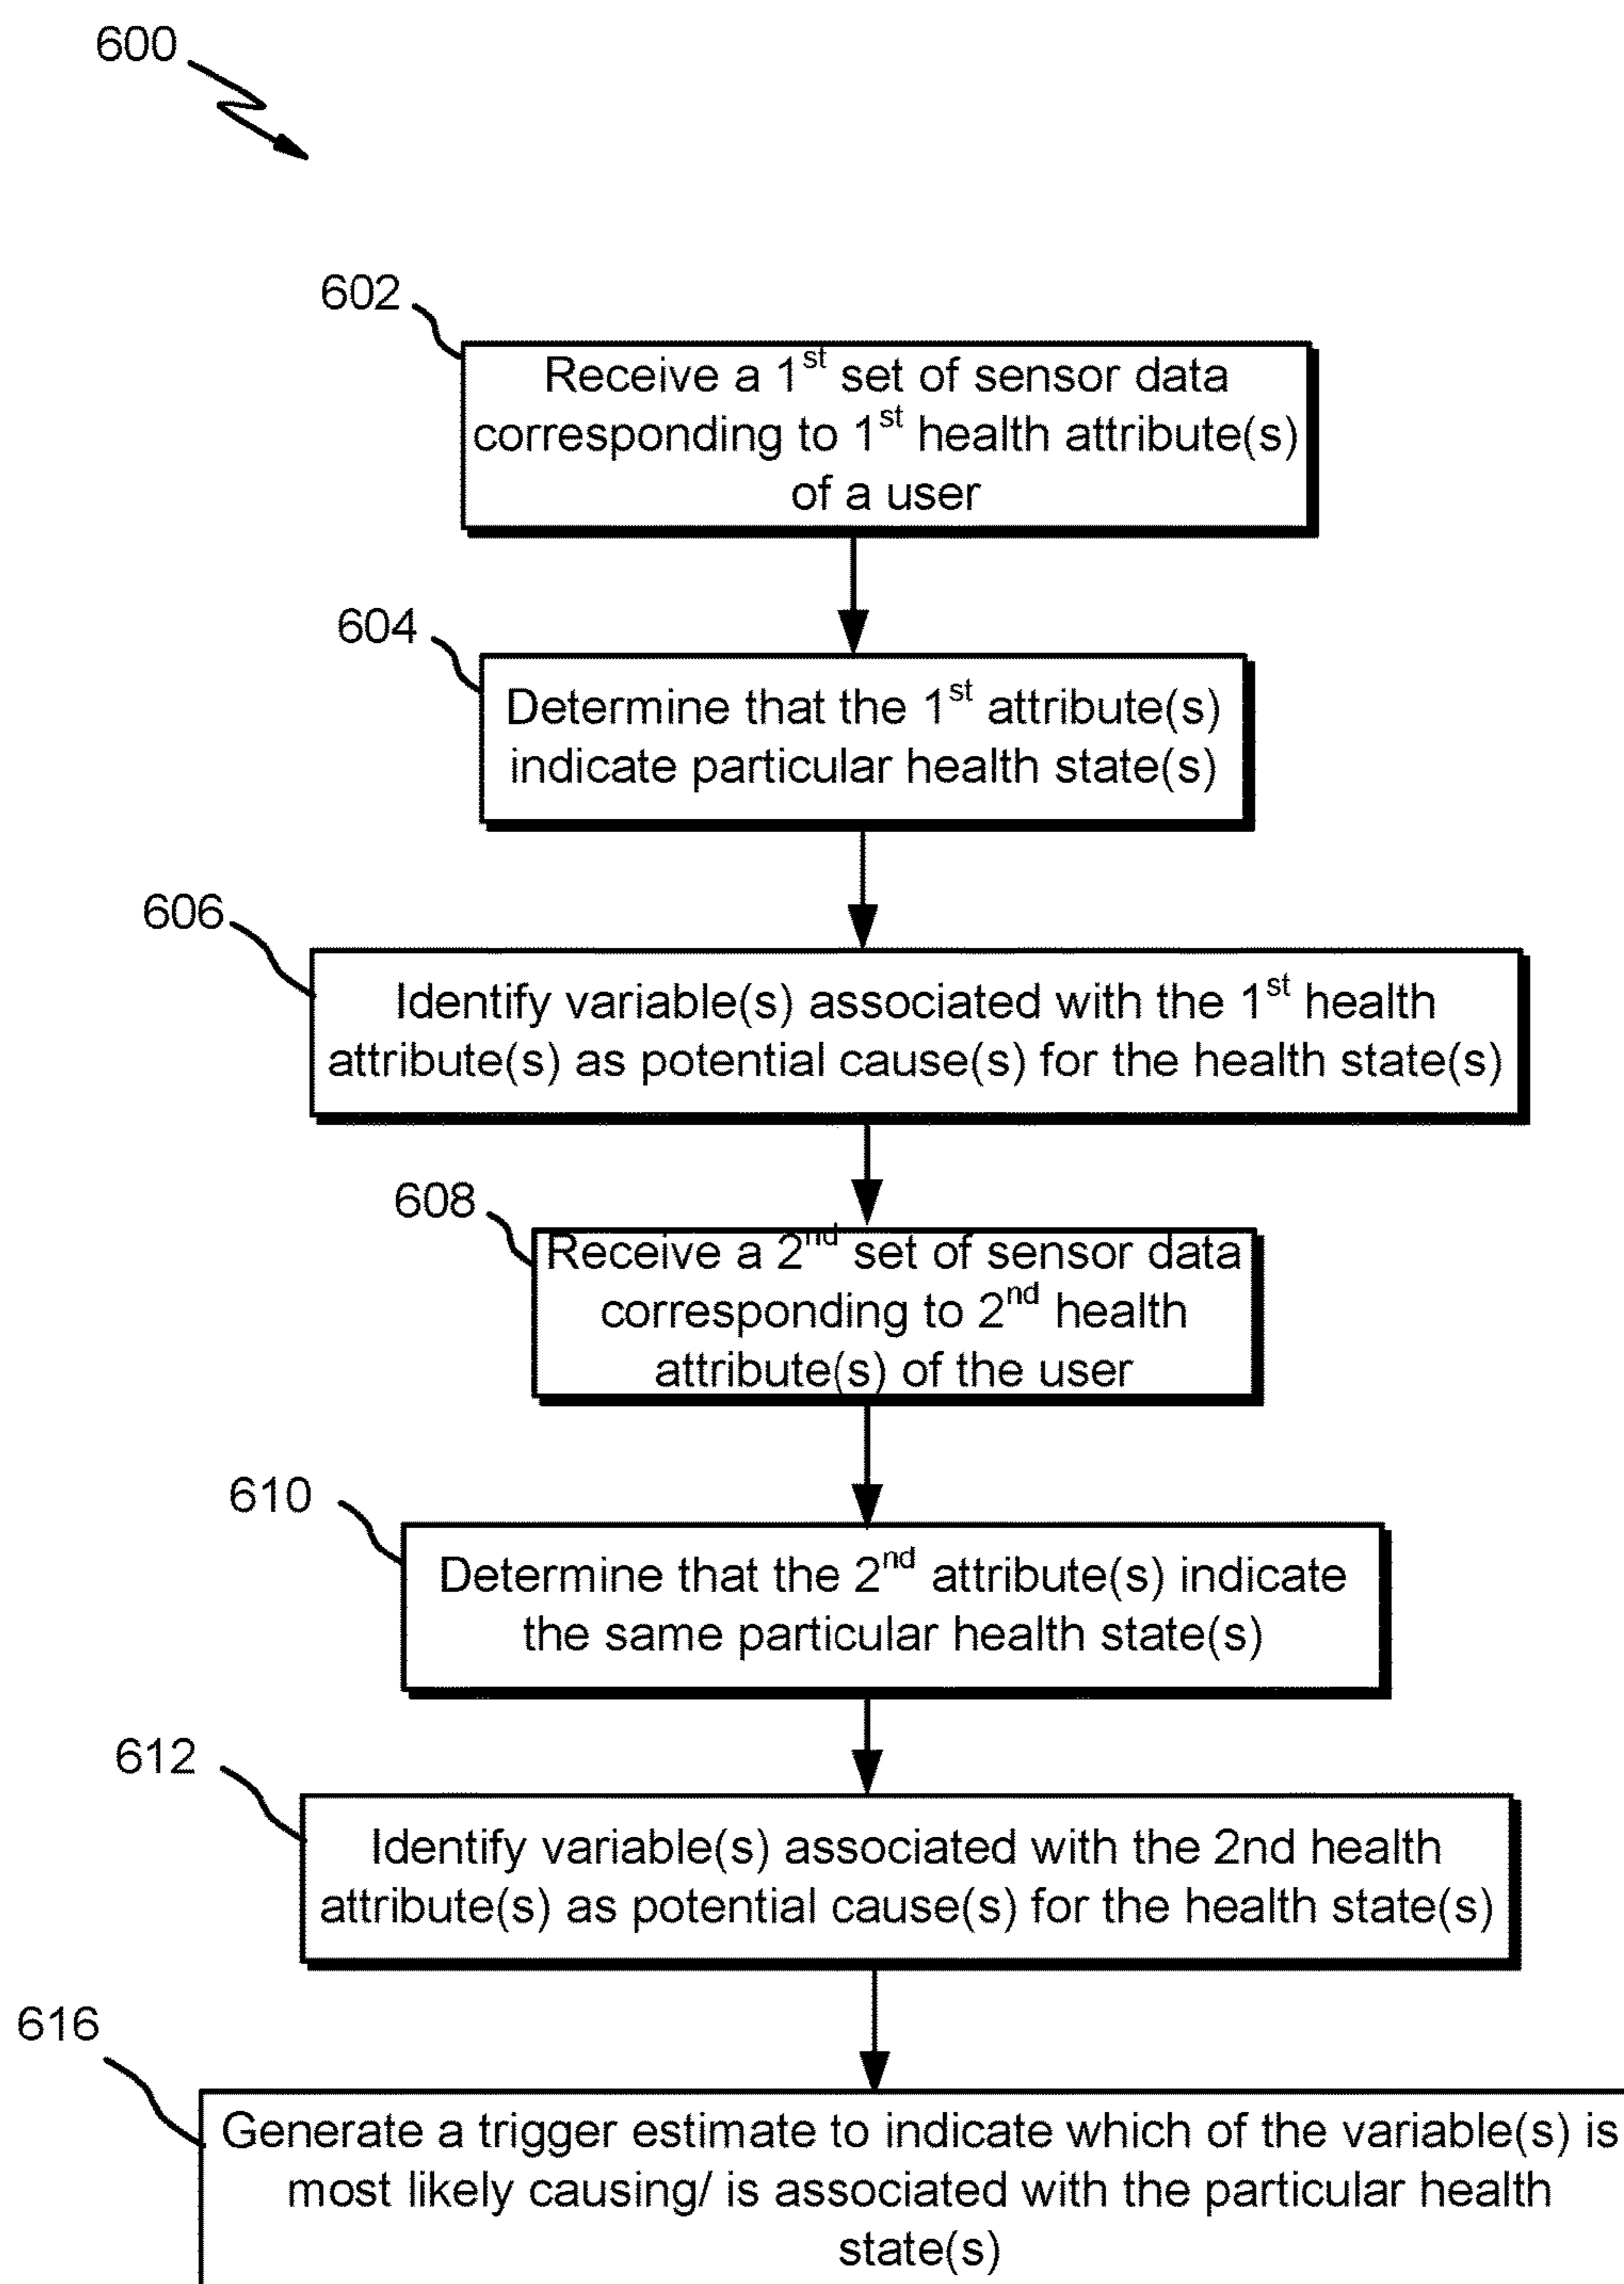 600
602
Receive a 1st set of sensor data
corresponding to 1st health attribute(s)
of a user
604
Determine that the 1st attribute(s)
indicate particular health state(s)
606
Identify variable(s) associated with the 1st health
attribute(s) as potential cause(s) for the health state(s)
608
Receive a 2nd set of sensor data
corresponding to 2nd health
attribute(s) of the user
610
Determine that the 2nd attribute(s) indicate
the same particular health state(s)
612
Identify variable(s) associated with the 2nd health
attribute(s) as potential cause(s) for the health state(s)
616
Generate a trigger estimate to indicate which of the variable(s) is
most likely causing/ is associated with the particular health
state(s)